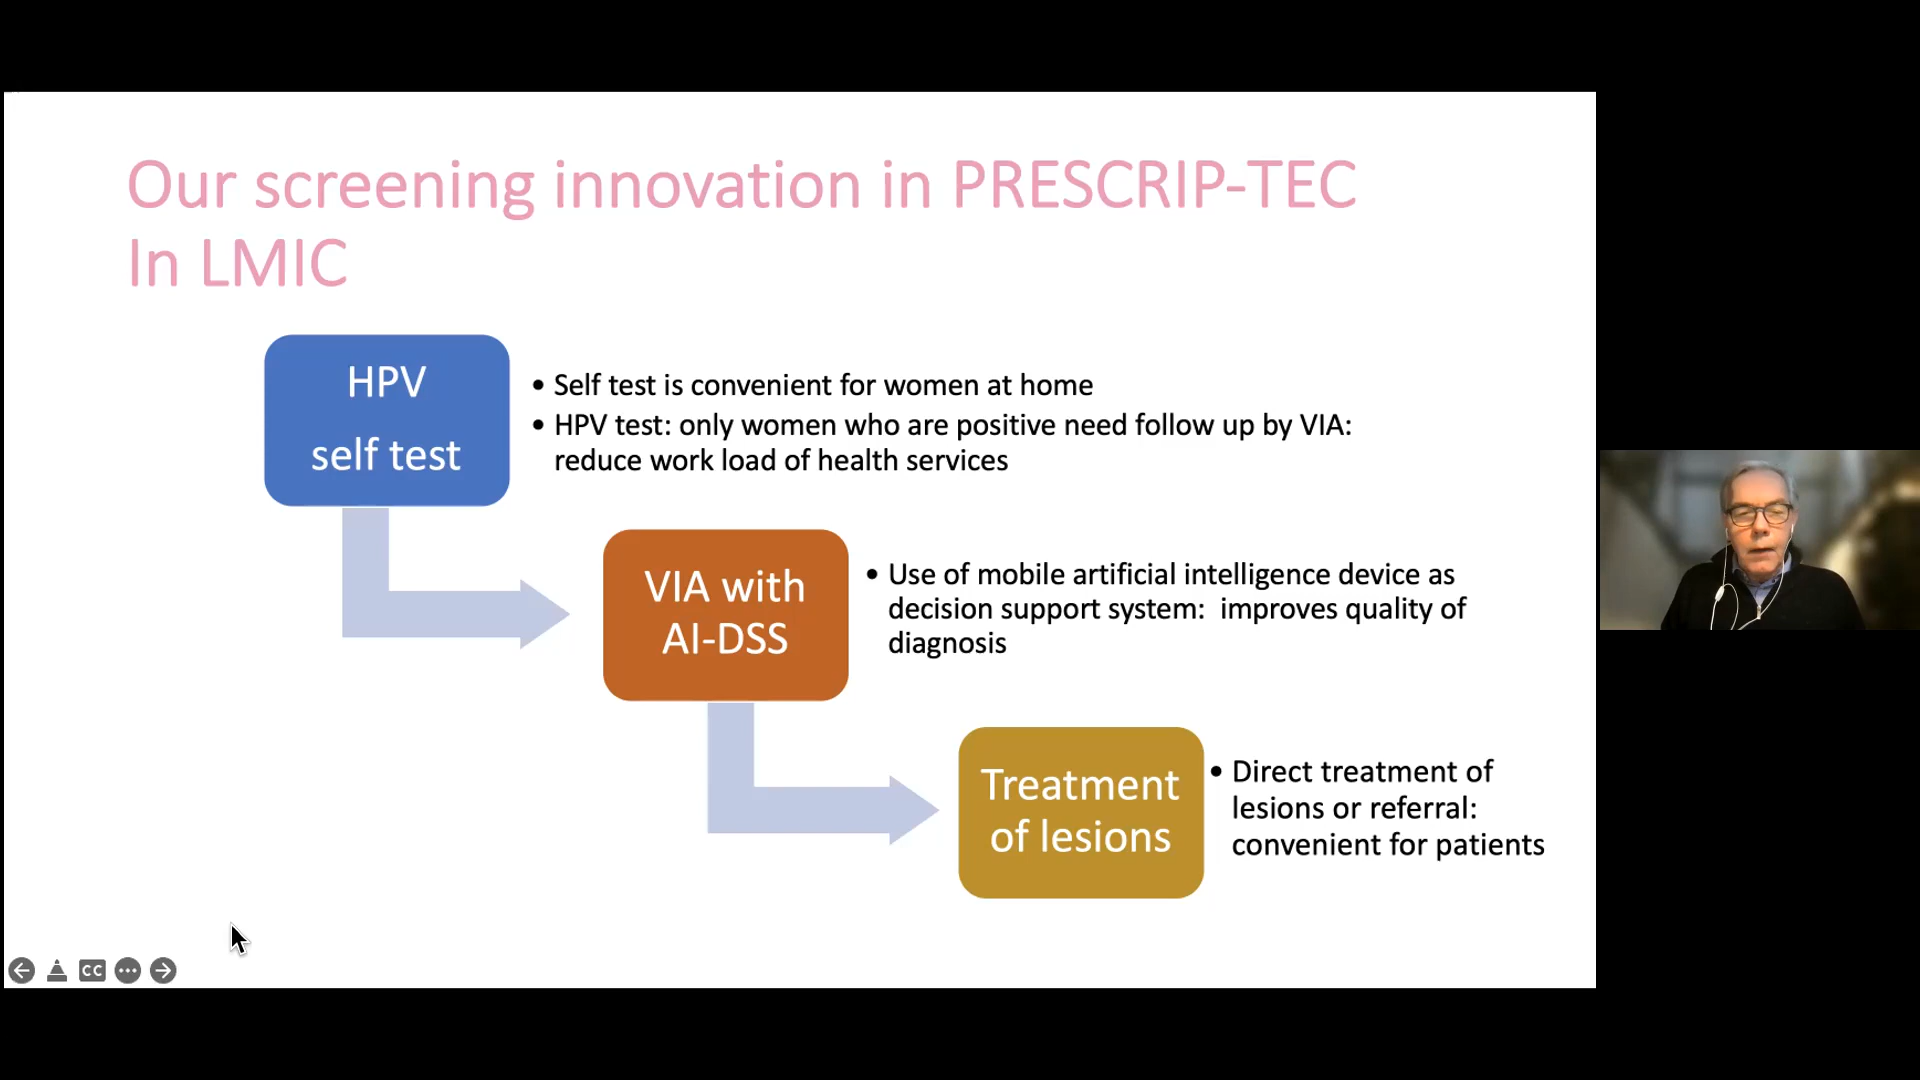 Our screening innovation in PRESCRIP-TEC
In LMIC
HPV
self test
• Self test is convenient for women at home
• HPV test: only women who are positive need follow up by VIA:
reduce work load of health services
VIA with
AI-DSS
• Use of mobile artificial intelligence device as
decision support system:  improves quality of
diagnosis
Treatment
of lesions
• Direct treatment of
lesions or referral:
convenient for patients
CC